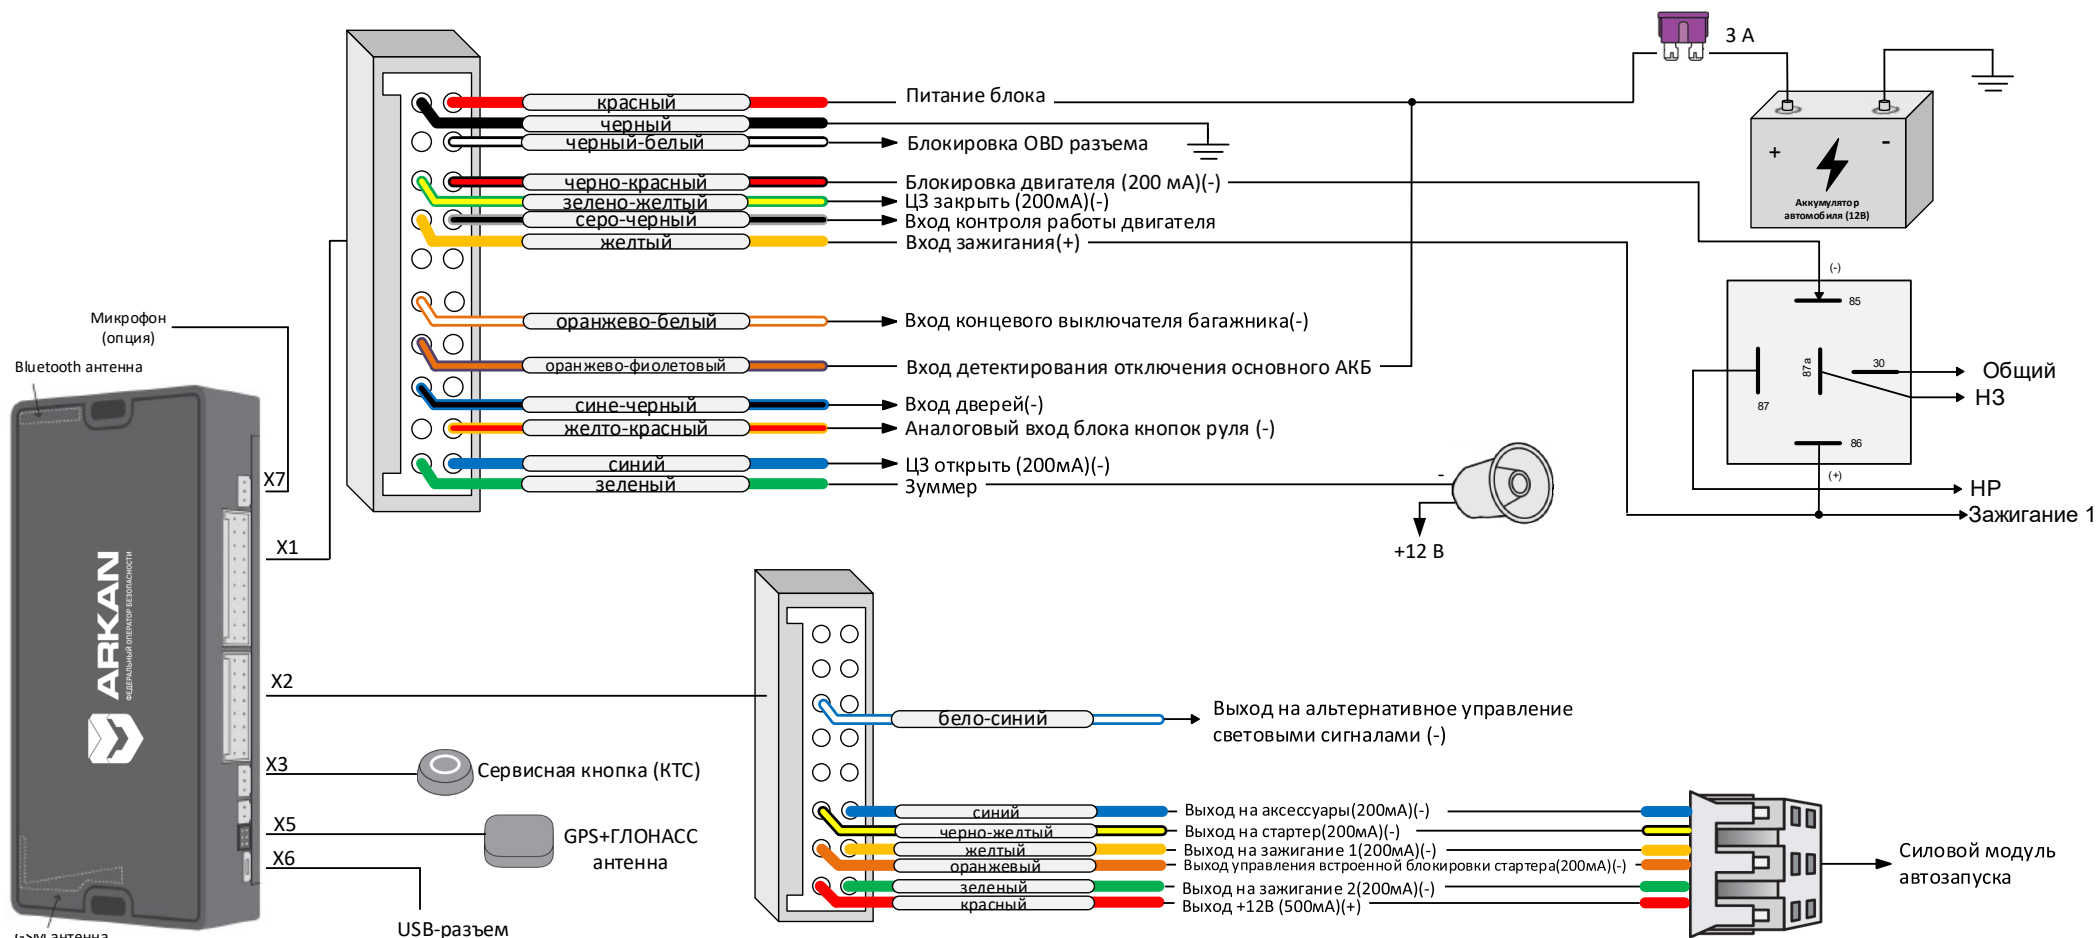 3 А
красный
Питание блока
черный
черный-белый
Блокировка OBD разъема
черно-красный
Блокировка двигателя (200 мА)(-)
зелено-желтый
ЦЗ закрыть (200мА)(-)
серо-черный
Вход контроля работы двигателя
желтый
Вход зажигания(+)
+
-
Аккумулятор
автомобиля (12В)
оранжево-белый
Вход концевого выключателя багажника(-)
оранжево-фиолетовый
Вход детектирования отключения основного АКБ
сине-черный
Вход дверей(-)
желто-красный
Аналоговый вход блока кнопок руля (-)
синий
ЦЗ открыть (200мА)(-)
зеленый
Зуммер
-
+12 В
(-)
85
87а
30
Общий
НЗ
87
86
(+)
НР
Зажигание 1
Микрофон
(опция)
Bluetooth антенна
X7
X1
ARKAN
ФЕДЕРАЛЬНЫЙ ОПЕРАТОР БЕЗОПАСНОСТИ
X2
бело-синий
Выход на альтернативное управление
световыми сигналами (-)
X3
Сервисная кнопка (КТС)
X5
GPS+ГЛОНАСС
антенна
X6
USB-разъем
синий
Выход на аксессуары(200мА)(-)
черно-желтый
Выход на стартер(200мА)(-)
желтый
Выход на зажигание 1(200мА)(-)
оранжевый
Выход управления встроенной блокировки стартера(200мА)(-)
зеленый
Выход на зажигание 2(200мА)(-)
красный
Выход +12В (500мА)(+)
Силовой модуль
автозапуска
антенна